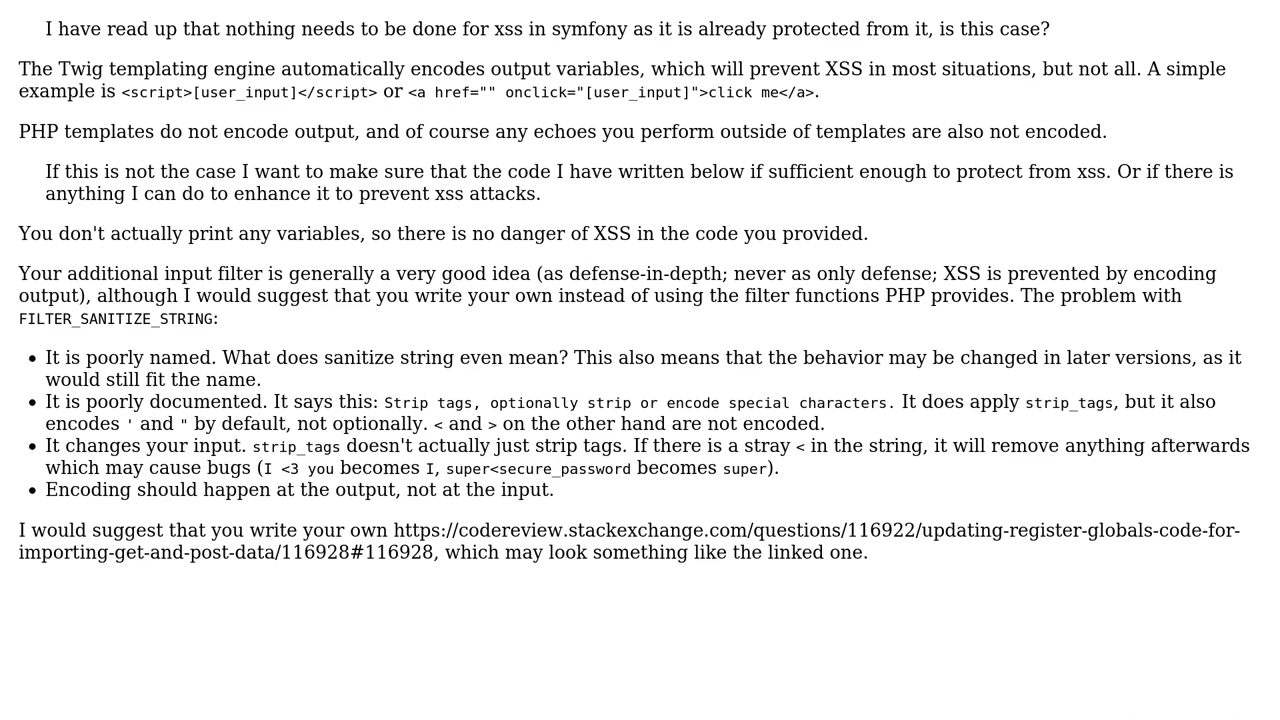 I have read up that nothing needs to be done for xss in symfony as it is already protected from it, is this case?
The Twig templating engine automatically encodes output variables, which will prevent XSS in most situations, but not all. A simple
example is <script>[user_input]</script> or <a href="" onclick="[user_input]">click me</a>.
PHP templates do not encode output, and of course any echoes you perform outside of templates are also not encoded.
If this is not the case I want to make sure that the code I have written below if sufficient enough to protect from xss. Or if there is
anything I can do to enhance it to prevent xss attacks.
You don't actually print any variables, so there is no danger of XSS in the code you provided.
Your additional input filter is generally a very good idea (as defense-in-depth; never as only defense; XSS is prevented by encoding
output), although I would suggest that you write your own instead of using the filter functions PHP provides. The problem with
FILTER_SANITIZE_STRING:
• It is poorly named. What does sanitize string even mean? This also means that the behavior may be changed in later versions, as it
would still fit the name.
• It is poorly documented. It says this: Strip tags, optionally strip or encode special characters. It does apply strip_tags, but it also
encodes ' and " by default, not optionally. < and > on the other hand are not encoded.
• It changes your input. strip_tags doesn't actually just strip tags. If there is a stray < in the string, it will remove anything afterwards
which may cause bugs (I <3 you becomes I, super<secure_password becomes super).
• Encoding should happen at the output, not at the input.
I would suggest that you write your own https://codereview.stackexchange.com/questions/116922/updating-register-globals-code-for-
importing-get-and-post-data/116928#116928, which may look something like the linked one.